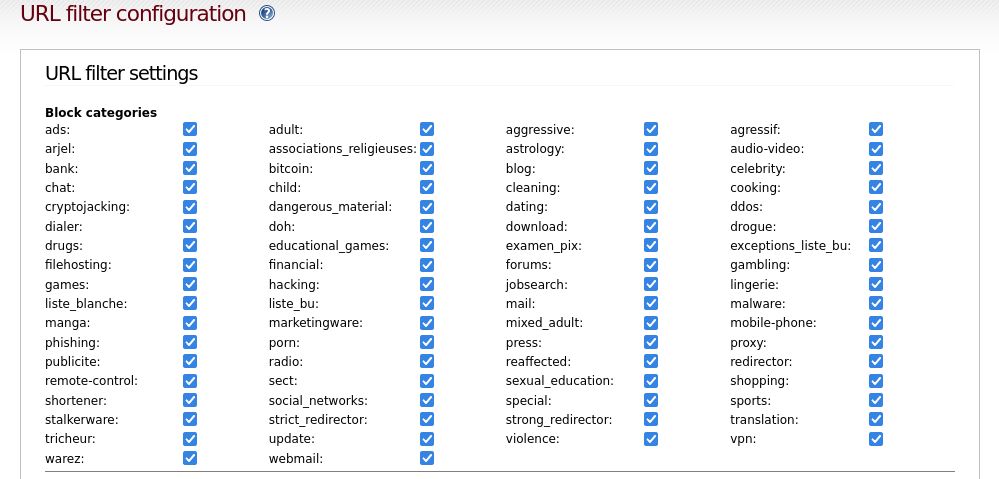 URL filter configuration
URL filter settings
Block categories
ads: adult: aggressive: agressif:
arjel: associations_religieuses: astrology: audio-video:
bank: bitcoin: blog: celebrity:
chat: child: cleaning: cooking:
cryptojacking: dangerous_material: dating: ddos:
dialer: doh: download: drogue:
drugs: educational_games: examen_pix: exceptions_liste_bu:
filehosting: financial: forums: gambling:
games: hacking: jobsearch: lingerie:
liste_blanche: liste_bu: mail: malware:
manga: marketingware: mixed_adult: mobile-phone:
phishing: porn: press: proxy:
publicite: radio: reaffected: redirector:
remote-control: sect: sexual_education: shopping:
shortener: social_networks: special: sports:
stalkerware: strict_redirector: strong_redirector: translation:
tricheur: update: violence: vpn:
warez: webmail: